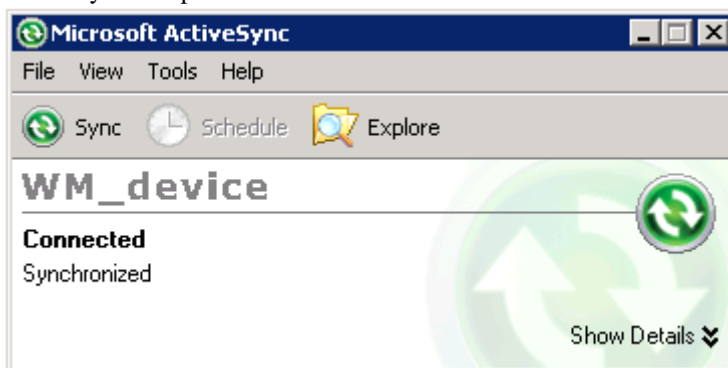 Microsoft ActiveSync
File View Tools Help
Sync Schedule Explore
WM_device
Connected
Synchronized
Show Details